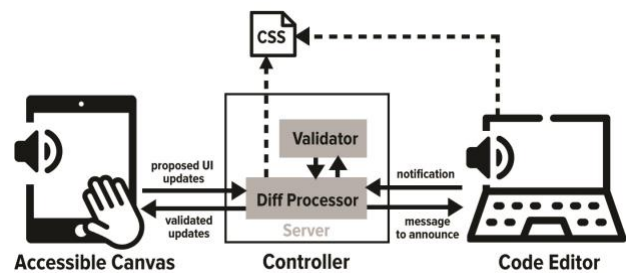 CSS
Validator
proposed UI
updates
notification
Diff Processor
validated
updates
Server
message
to announce
Accessible Canvas
Controller
Code Editor